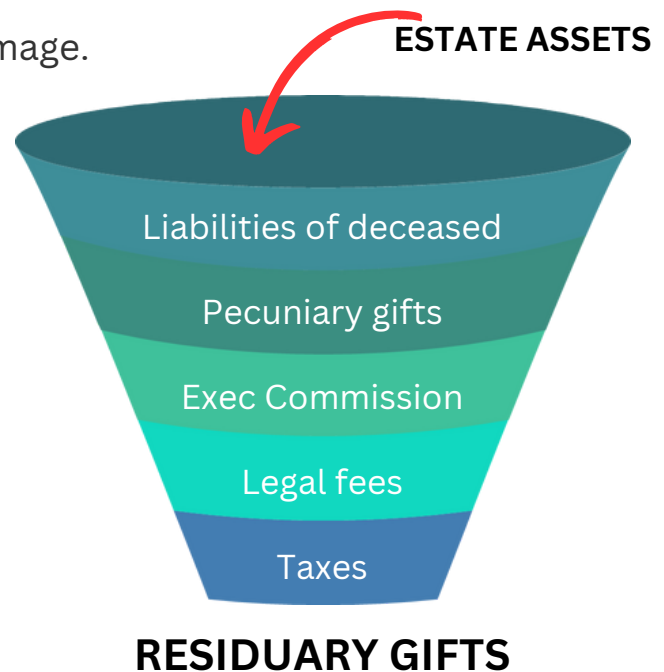 mage.
ESTATE ASSETS
Liabilities of deceased
Pecuniary gifts
Exec Commission
Legal fees
Taxes
RESIDUARY GIFTS